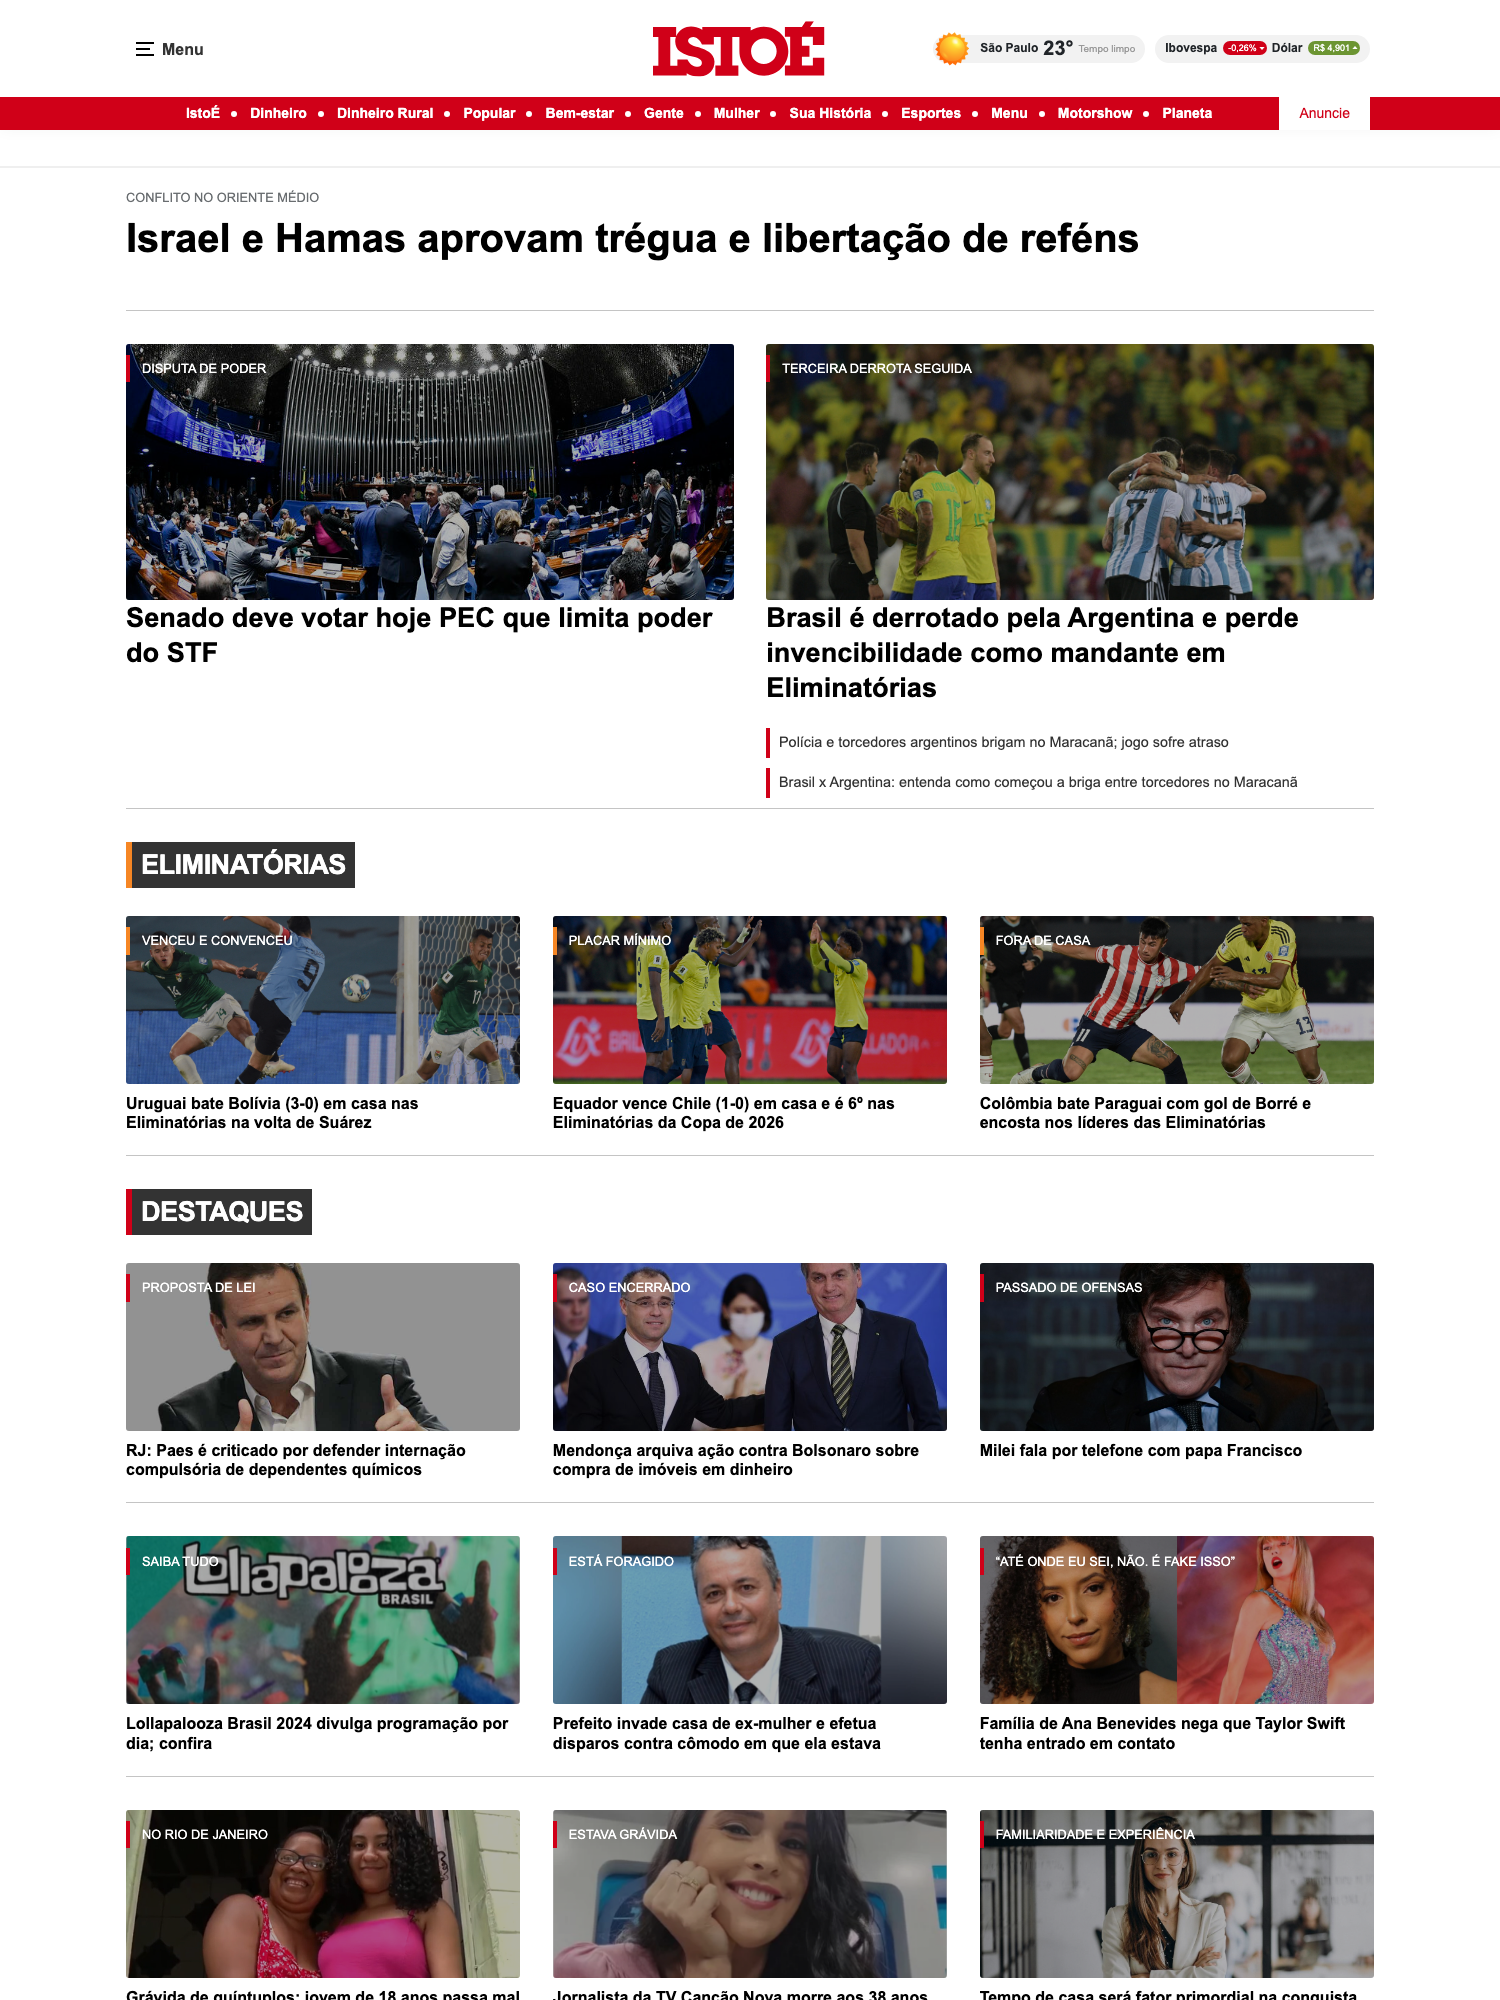 Menu
ISTOÉ
São Paulo 23° Tempo limpo
Ibovespa -0,26% Dólar R$ 4,901
IstoÉ • Dinheiro • Dinheiro Rural • Popular • Bem-estar • Gente • Mulher • Sua História • Esportes • Menu • Motorshow • Planeta
Anuncie
CONFLITO NO ORIENTE MÉDIO
Israel e Hamas aprovam trégua e libertação de reféns
DISPUTA DE PODER
Senado deve votar hoje PEC que limita poder
do STF
TERCEIRA DERROTA SEGUIDA
Brasil é derrotado pela Argentina e perde
invencibilidade como mandante em
Eliminatórias
Polícia e torcedores argentinos brigam no Maracanã; jogo sofre atraso
Brasil x Argentina: entenda como começou a briga entre torcedores no Maracanã
ELIMINATÓRIAS
VENCEU E CONVENCEU
9
14
17
Uruguai bate Bolívia (3-0) em casa nas
Eliminatórias na volta de Suárez
PLACAR MÍNIMO
Equador vence Chile (1-0) em casa e é 6º nas
Eliminatórias da Copa de 2026
FORA DE CASA
11
13
Colômbia bate Paraguai com gol de Borré e
encosta nos líderes das Eliminatórias
DESTAQUES
PROPOSTA DE LEI
RJ: Paes é criticado por defender internação
compulsória de dependentes químicos
CASO ENCERRADO
Mendonça arquiva ação contra Bolsonaro sobre
compra de imóveis em dinheiro
PASSADO DE OFENSAS
Milei fala por telefone com papa Francisco
SAIBA TUDO
Lollapalooza
BRASIL
Lollapalooza Brasil 2024 divulga programação por
dia; confira
ESTÁ FORAGIDO
Prefeito invade casa de ex-mulher e efetua
disparos contra cômodo em que ela estava
“ATÉ ONDE EU SEI, NÃO. É FAKE ISSO”
Família de Ana Benevides nega que Taylor Swift
tenha entrado em contato
NO RIO DE JANEIRO
Grávida de quíntuplos: jovem de 18 anos passa mal
ESTAVA GRÁVIDA
Jornalista da TV Canção Nova morre aos 38 anos
FAMILIARIDADE E EXPERIÊNCIA
Tempo de casa será fator primordial na conquista